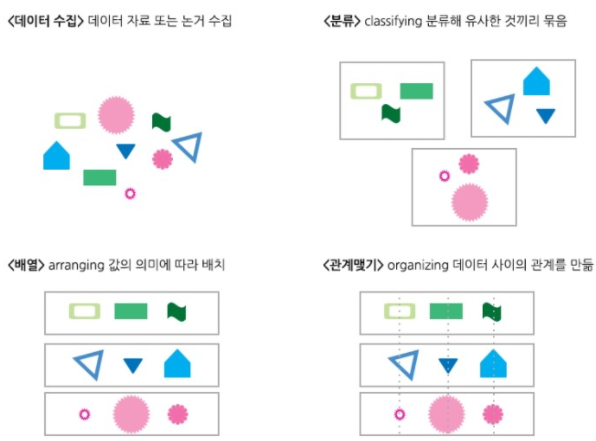 <데이터 수집> 데이터 자료 또는 논거 수집
<분류> classifying 분류해 유사한 것끼리 묶음
<배열> arranging 값의 의미에 따라 배치
<관계맺기> organizing 데이터 사이의 관계를 만듦